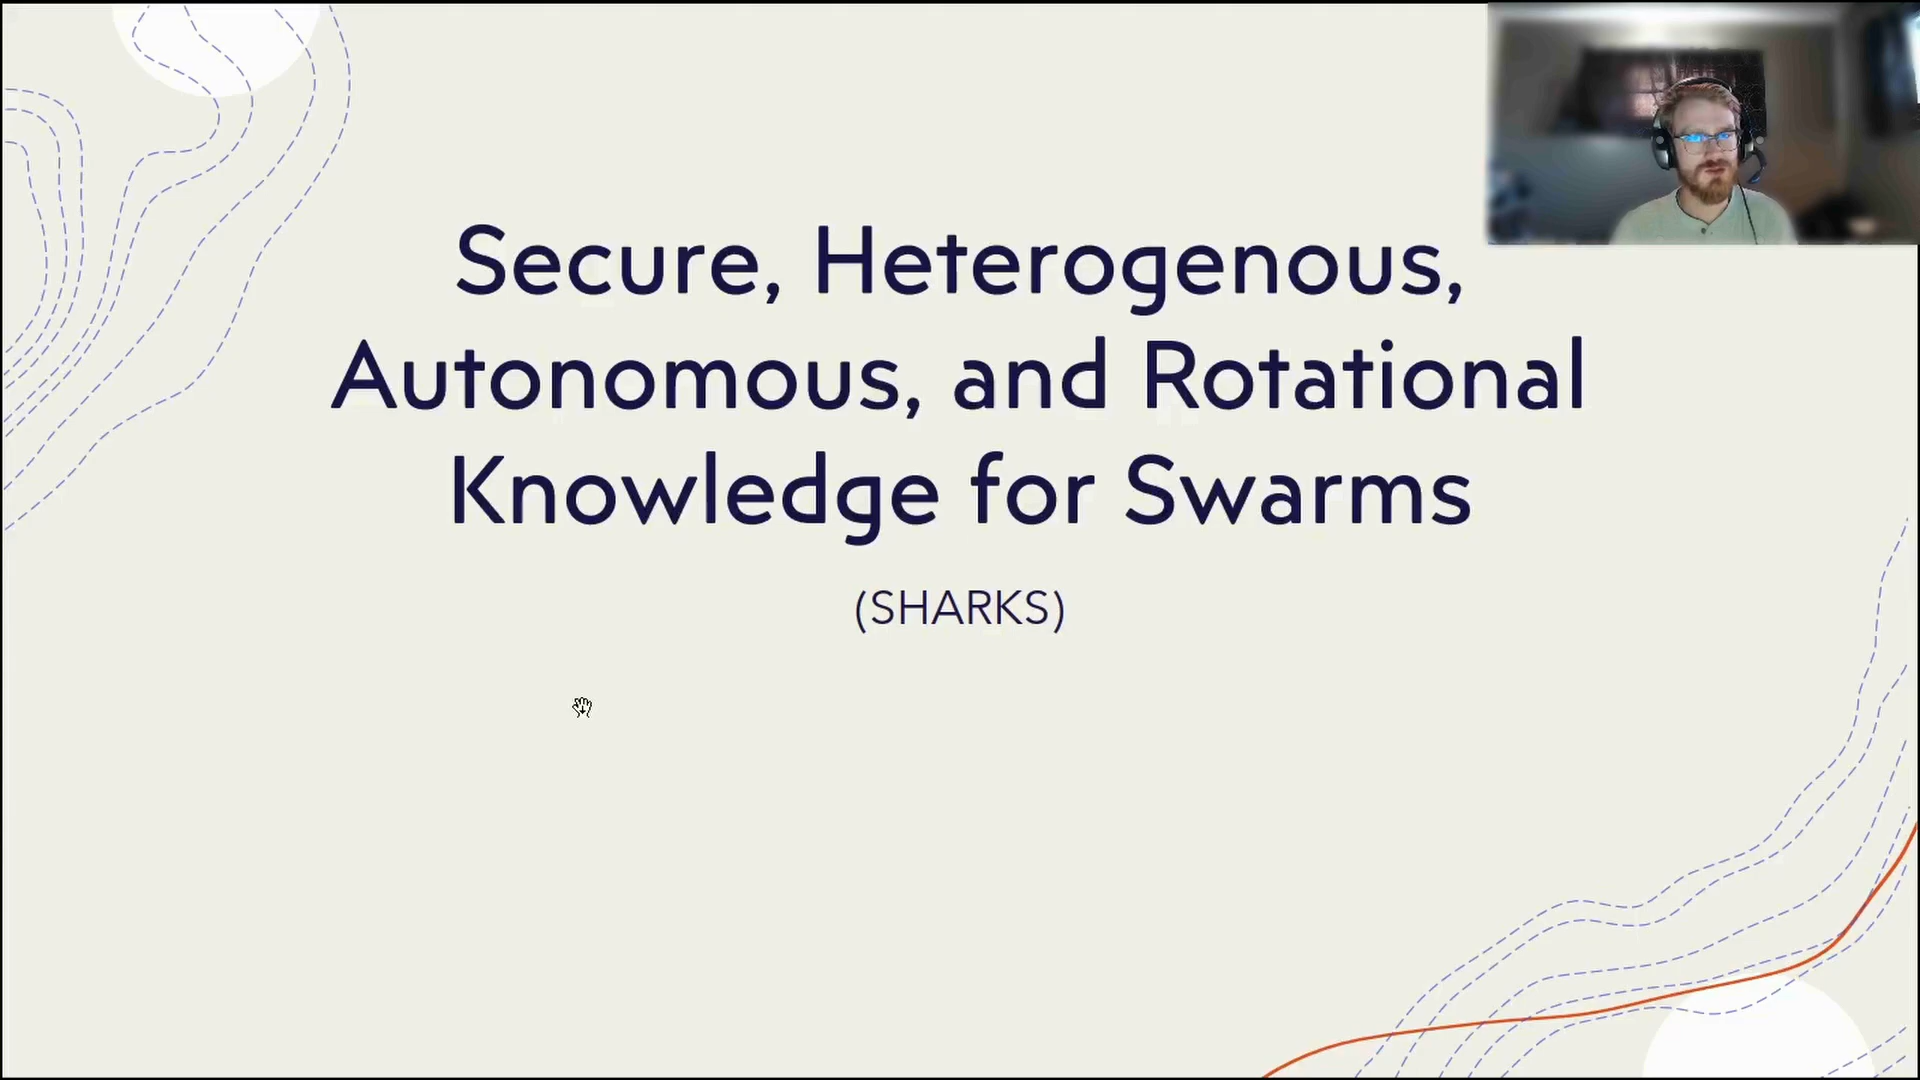 Secure, Heterogenous,
Autonomous, and Rotational
Knowledge for Swarms
(SHARKS)